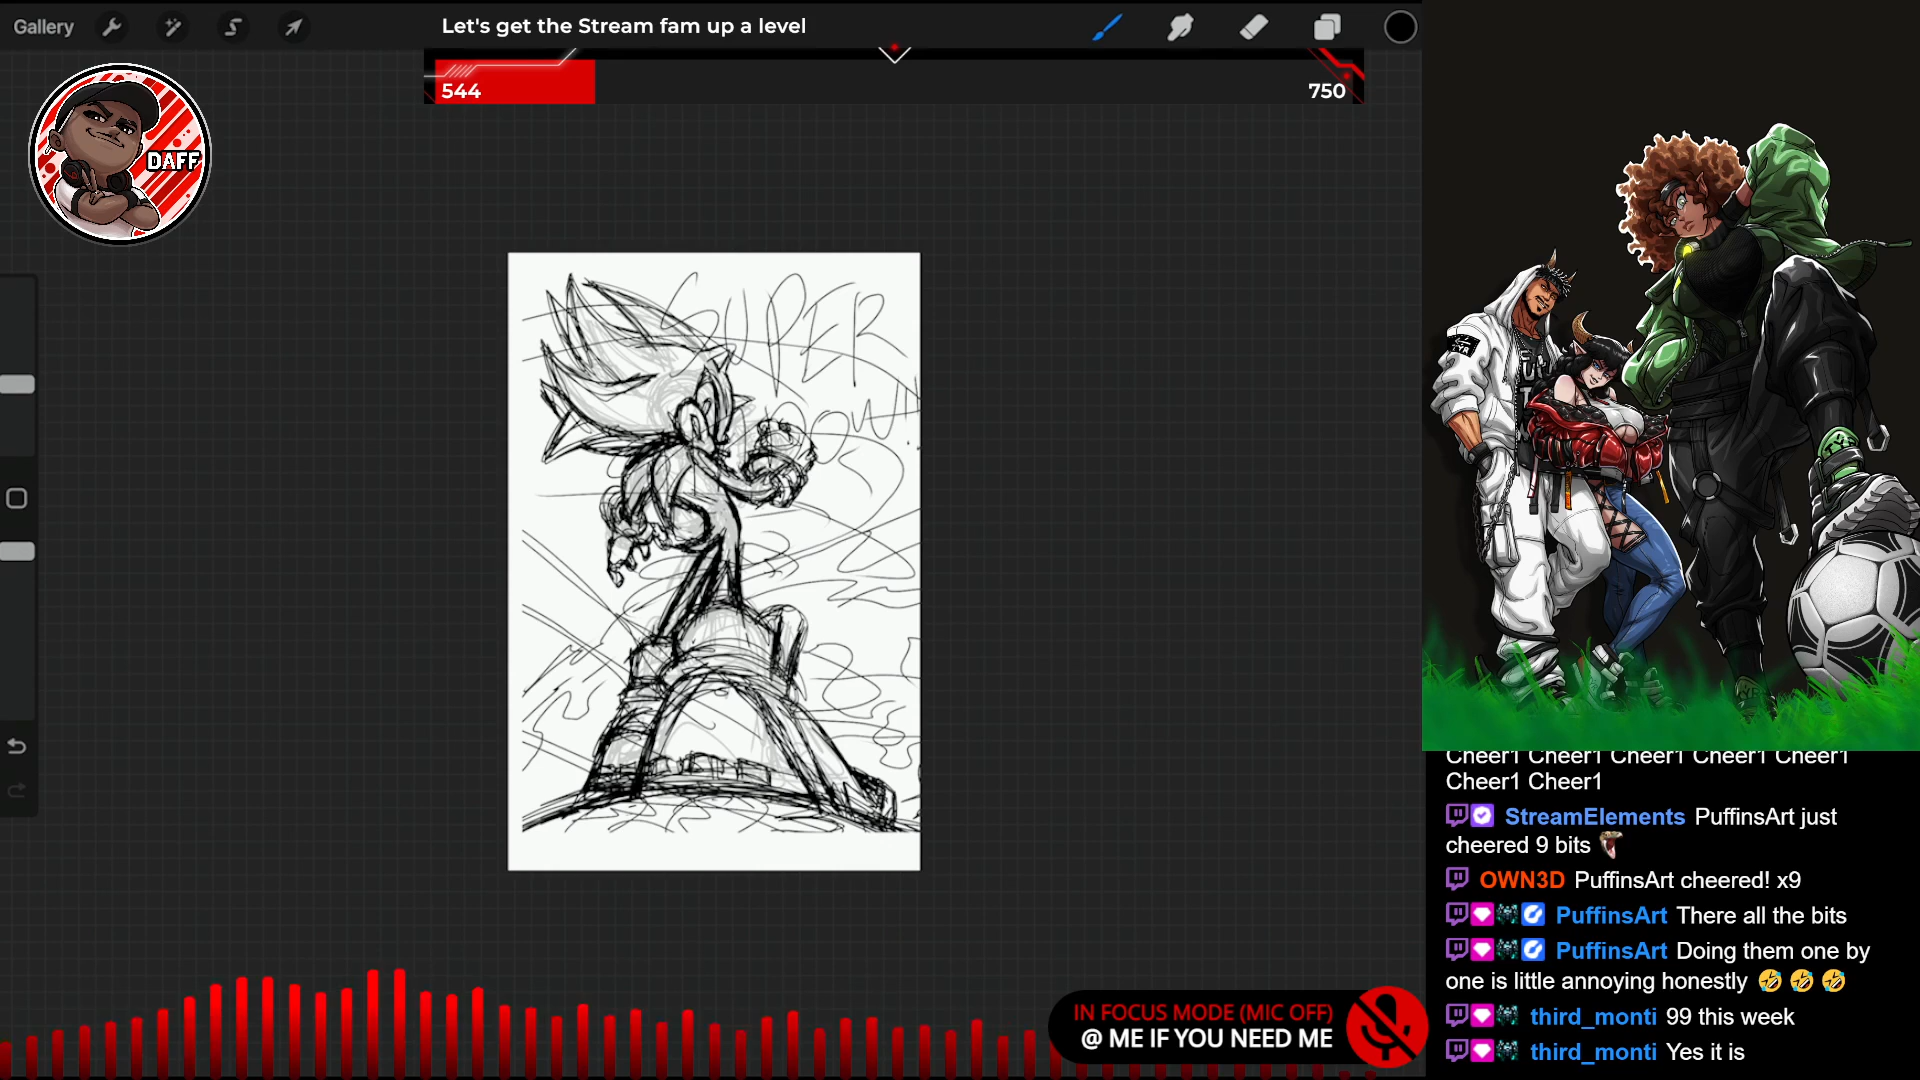 Gallery
Let's get the Stream fam up a level
544
750
DAFF
SUPER
TYR
Cheer1 Cheer1 Cheer1 Cheer1 Cheer1
Cheer1 Cheer1
StreamElements PuffinsArt just
cheered 9 bits
OWN3D PuffinsArt cheered! x9
PuffinsArt There all the bits
PuffinsArt Doing them one by
one is little annoying honestly 🤣 🤣 🤣
third_monti 99 this week
third_monti Yes it is
IN FOCUS MODE (MIC OFF)
@ ME IF YOU NEED ME